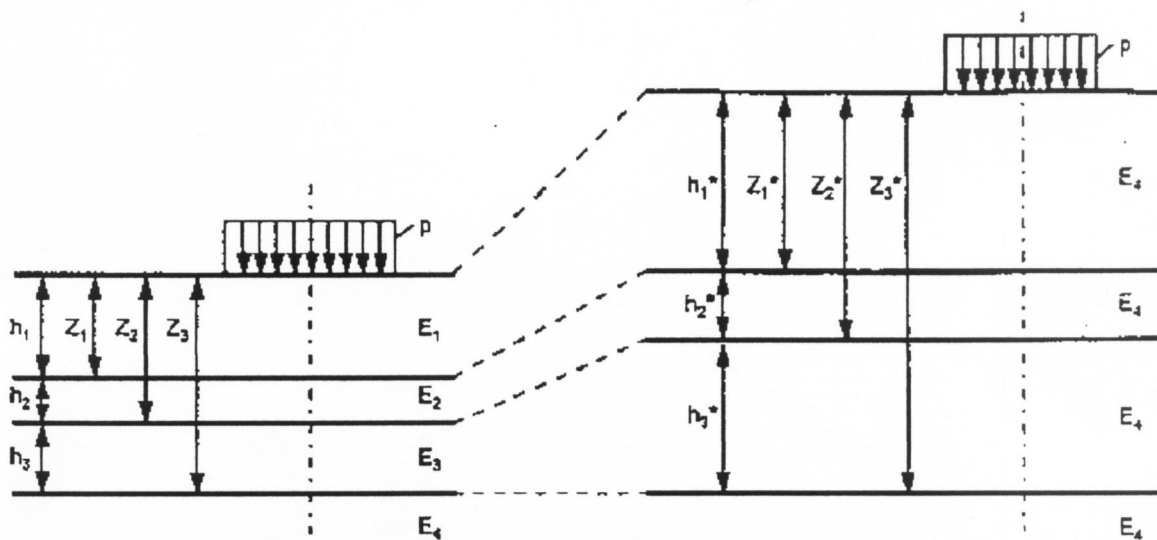 p
h₁ Z₁ Z₂ Z₃ E₁
h₂ E₂
h₃ E₃
E₄
p
h₁* Z₁* Z₂* Z₃* E₄
h₂* E₄
h₃* E₄
E₄